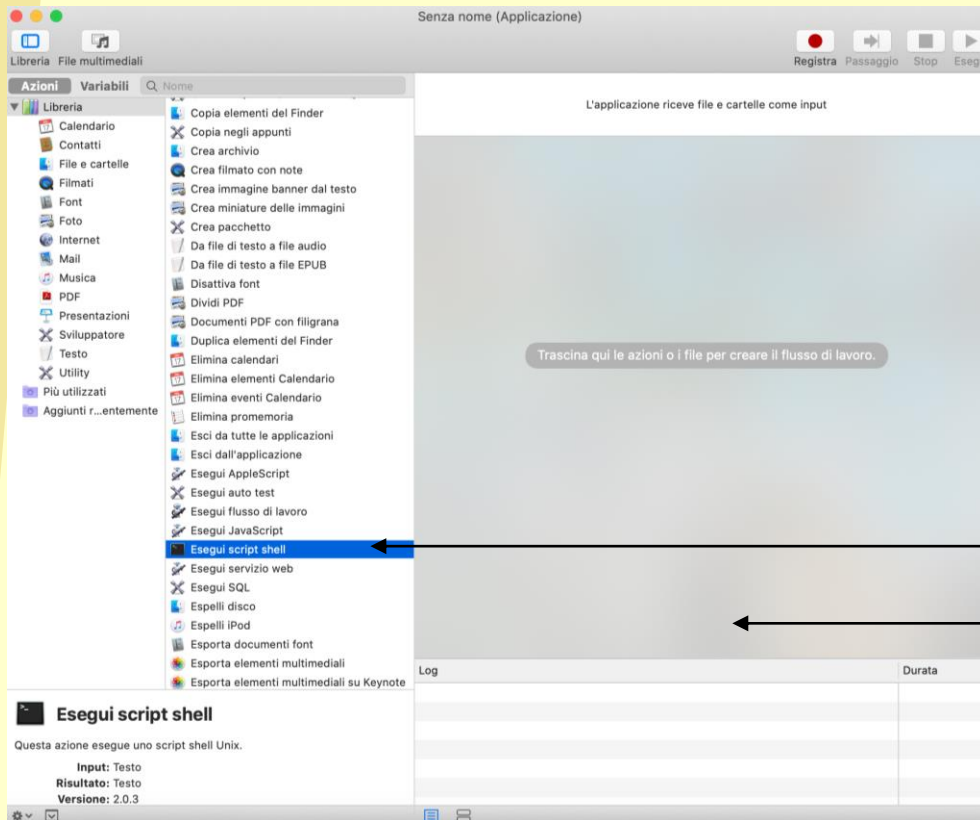 Senza nome (Applicazione)
Libreria File multimediali
Registra Passaggio Stop Eseg
Azioni Variabili Nome
L'applicazione riceve file e cartelle come input
Libreria
Calendario
Contatti
File e cartelle
Filmati
Font
Foto
Internet
Mail
Musica
PDF
Presentazioni
Sviluppatore
Testo
Utility
Più utilizzati
Aggiunti r...entemente
Copia elementi del Finder
Copia negli appunti
Crea archivio
Crea filmato con note
Crea immagine banner dal testo
Crea miniature delle immagini
Crea pacchetto
Da file di testo a file audio
Da file di testo a file EPUB
Disattiva font
Dividi PDF
Documenti PDF con filigrana
Duplica elementi del Finder
Elimina calendari
Elimina elementi Calendario
Elimina eventi Calendario
Elimina promemoria
Esci da tutte le applicazioni
Esci dall'applicazione
Esegui AppleScript
Esegui auto test
Esegui flusso di lavoro
Esegui JavaScript
Esegui script shell
Esegui servizio web
Esegui SQL
Espelli disco
Espelli iPod
Esporta documenti font
Esporta elementi multimediali
Esporta elementi multimediali su Keynote
Trascina qui le azioni o i file per creare il flusso di lavoro.
Log Durata
Esegui script shell
Questa azione esegue uno script shell Unix.
Input: Testo
Risultato: Testo
Versione: 2.0.3